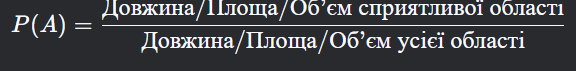 Довжина/Площа/Об’єм сприятливої області
P(A) =
Довжина/Площа/Об’єм усієї області